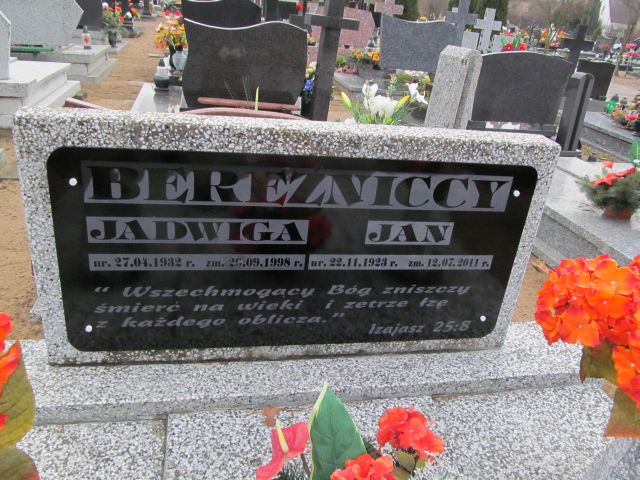 BEREŹNICCY
JADWIGA JAN
ur. 27.04.1932 r. zm. 26.09.1998 r. ur. 22.11.1923 r. zm. 12.07.2011 r.
“ Wszechmogący Bóg zniszczy
śmierć na wieki i zetrze łzę
z każdego oblicza.”
Izajasz 25:8